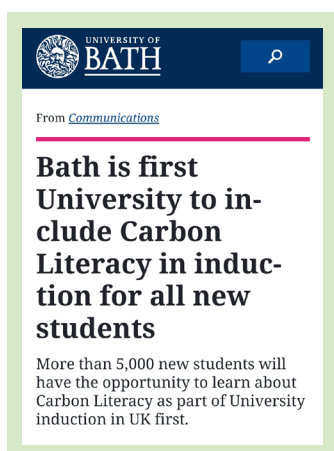 UNIVERSITY OF
BATH
From Communications
Bath is first
University to in-
clude Carbon
Literacy in induc-
tion for all new
students
More than 5,000 new students will
have the opportunity to learn about
Carbon Literacy as part of University
induction in UK first.